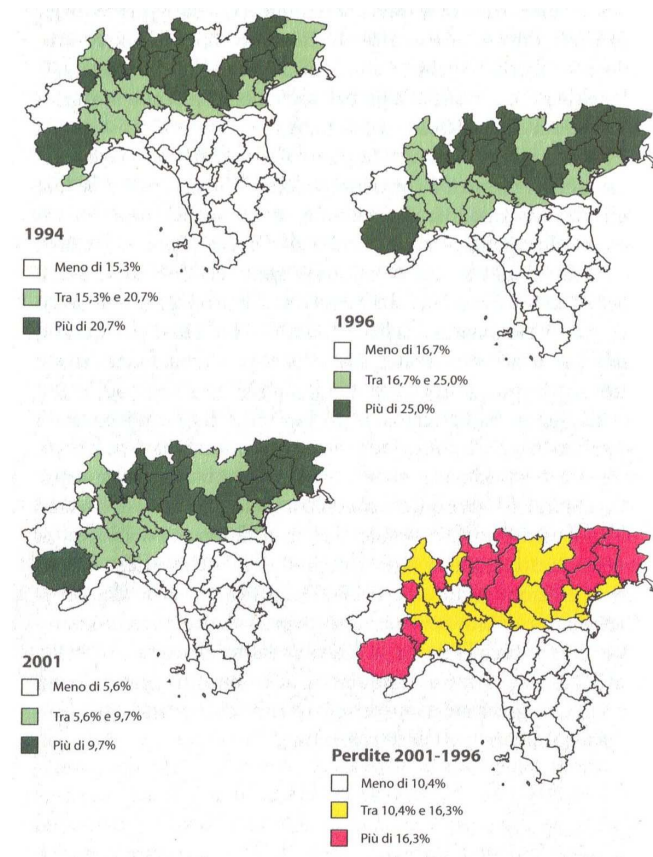 1994
Meno di 15,3%
Tra 15,3% e 20,7%
Più di 20,7%
1996
Meno di 16,7%
Tra 16,7% e 25,0%
Più di 25,0%
2001
Meno di 5,6%
Tra 5,6% e 9,7%
Più di 9,7%
Perdite 2001-1996
Meno di 10,4%
Tra 10,4% e 16,3%
Più di 16,3%